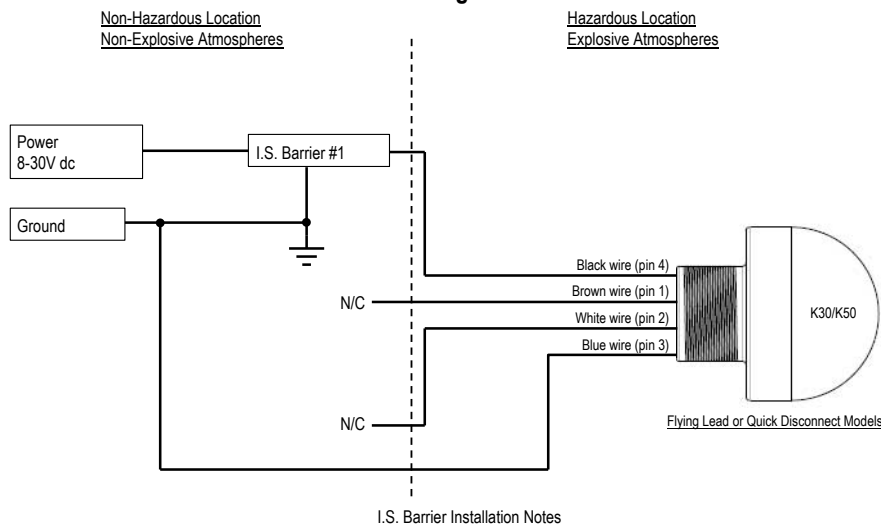 Non-Hazardous Location
Non-Explosive Atmospheres
Hazardous Location
Explosive Atmospheres
Power
8-30V dc
I.S. Barrier #1
Ground
Black wire (pin 4)
Brown wire (pin 1)
N/C
White wire (pin 2)
Blue wire (pin 3)
K30/K50
N/C
Flying Lead or Quick Disconnect Models
I.S. Barrier Installation Notes